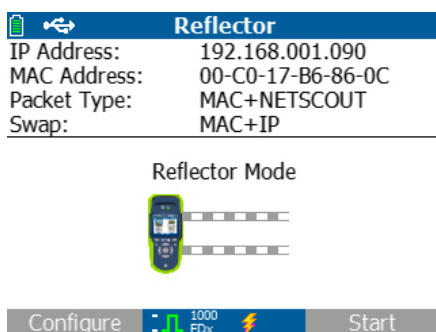 Reflector
IP Address: 192.168.001.090
MAC Address: 00-C0-17-B6-86-0C
Packet Type: MAC+NETSCOUT
Swap: MAC+IP
Reflector Mode
Configure 1000 FDx Start